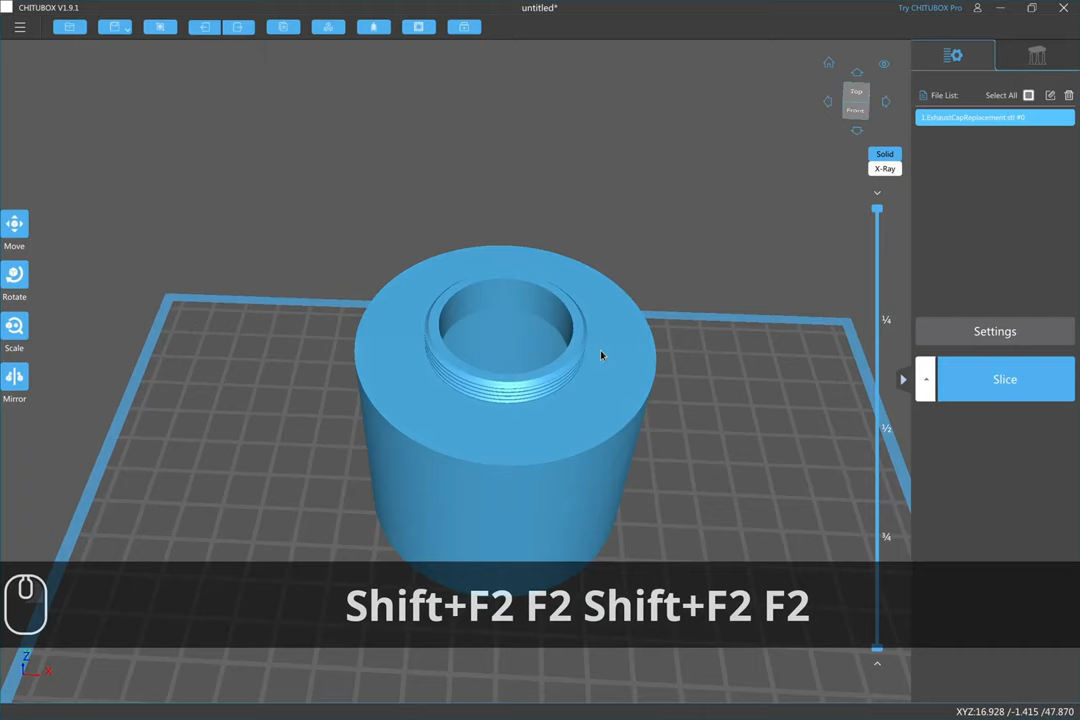 CHITUBOX V1.9.1
untitled*
Try CHITUBOX Pro
Top
Front
File List:
Select All
1.ExhaustCapReplacement.stl #0
Solid
X-Ray
Move
Rotate
Scale
Mirror
¼
½
¾
Settings
Slice
Shift+F2 F2 Shift+F2 F2
Z
X
XYZ:16.928 /-1.415 /47.870